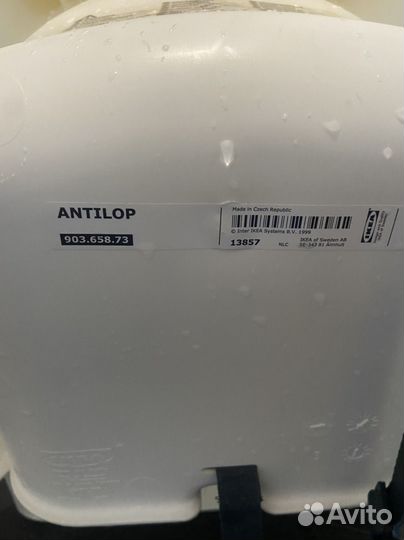 ANTILOP
903.658.73
Made in Czech Republic
© Inter IKEA Systems B.V. 1999
13857 NLC IKEA of Sweden AB
SE-343 81 Älmhult
IKEA
Avito